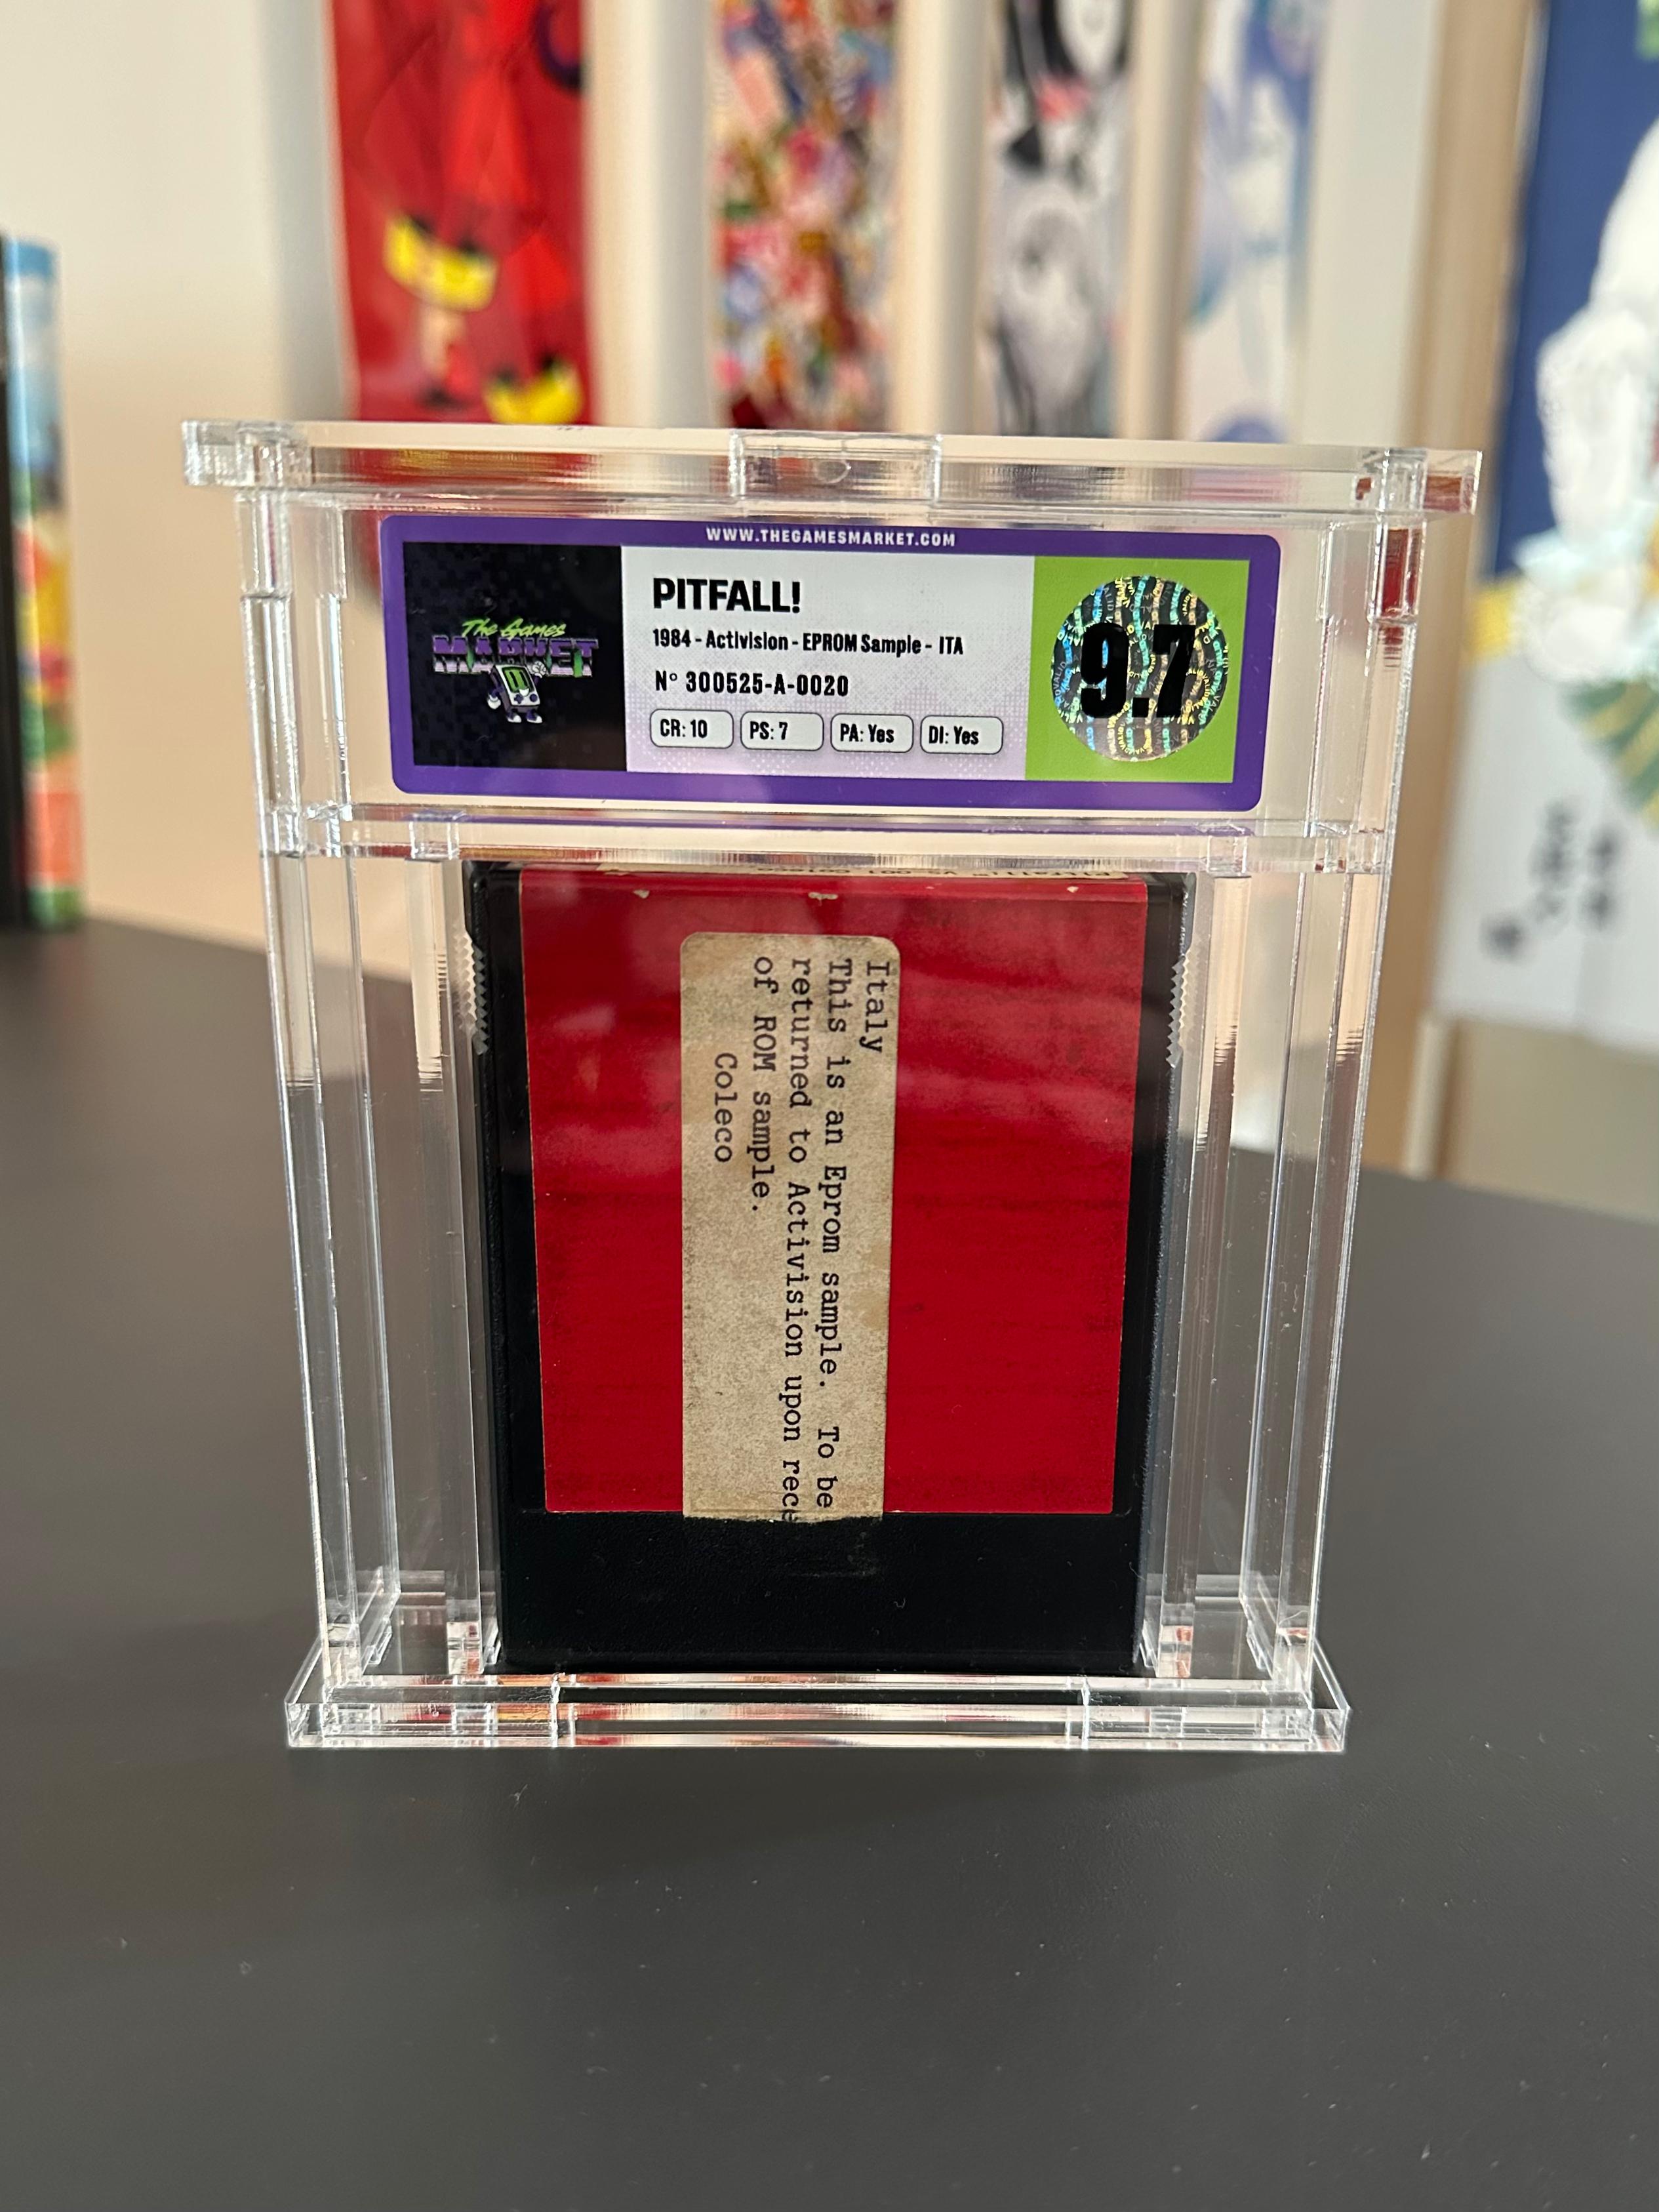 WWW.THEGAMESMARKET.COM
The Games
MARKET
PITFALL!
1984 - Activision - EPROM Sample - ITA
N° 300525-A-0020
CR: 10
PS: 7
PA: Yes
DI: Yes
9.7
Italy
This is an Eprom sample. To be
returned to Activision upon rece
of ROM sample.
Coleco